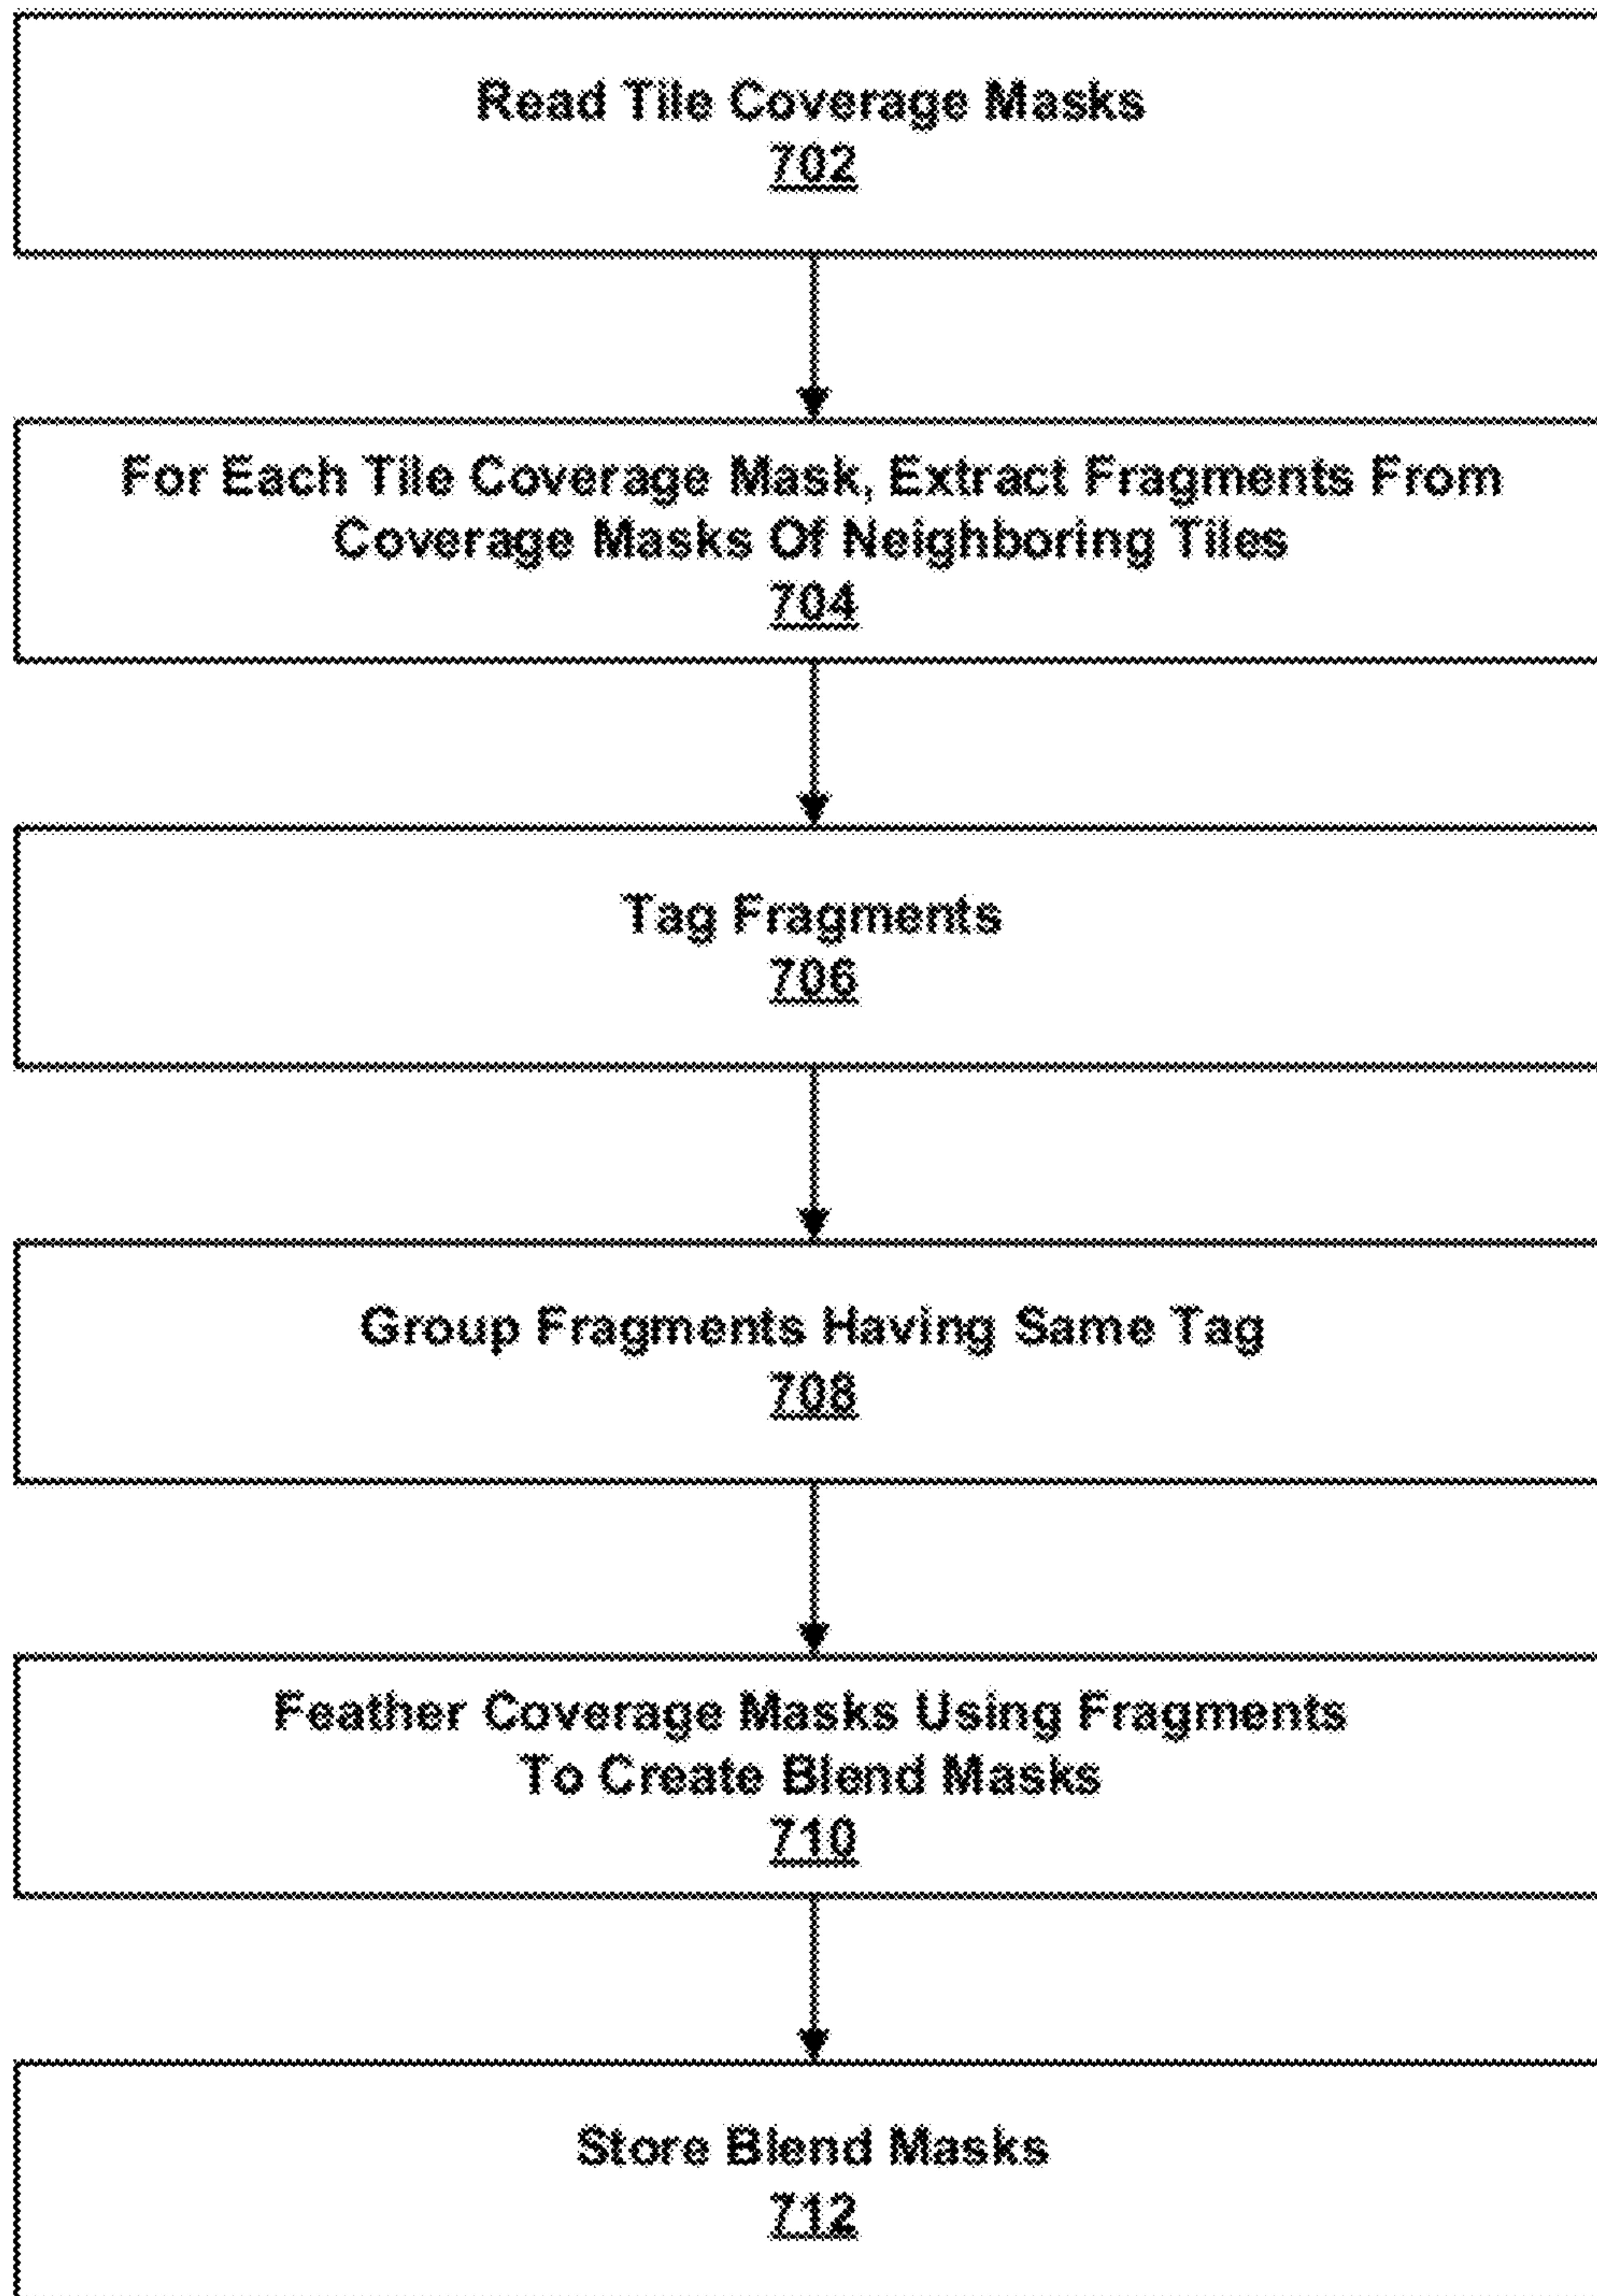 Read Tile Coverage Masks
702
For Each Tile Coverage Mask, Extract Fragments From
Coverage Masks Of Neighboring Tiles
704
Tag Fragments
706
Group Fragments Having Same Tag
708
Feather Coverage Masks Using Fragments
To Create Blend Masks
710
Store Blend Masks
712